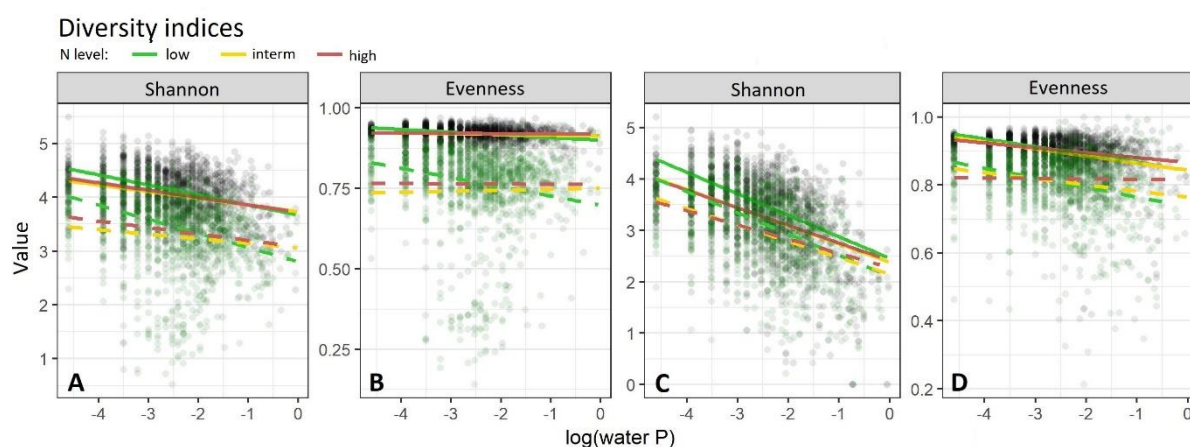 Diversity indices
N level: low interm high
Shannon Evenness Shannon Evenness
5
4
3
2
1
A
-4 -3 -2 -1 0
1.00
0.75
0.50
0.25
B
-4 -3 -2 -1 0
5
4
3
2
1
0
C
-4 -3 -2 -1 0
1.0
0.8
0.6
0.4
0.2
D
-4 -3 -2 -1 0
Value
log(water P)